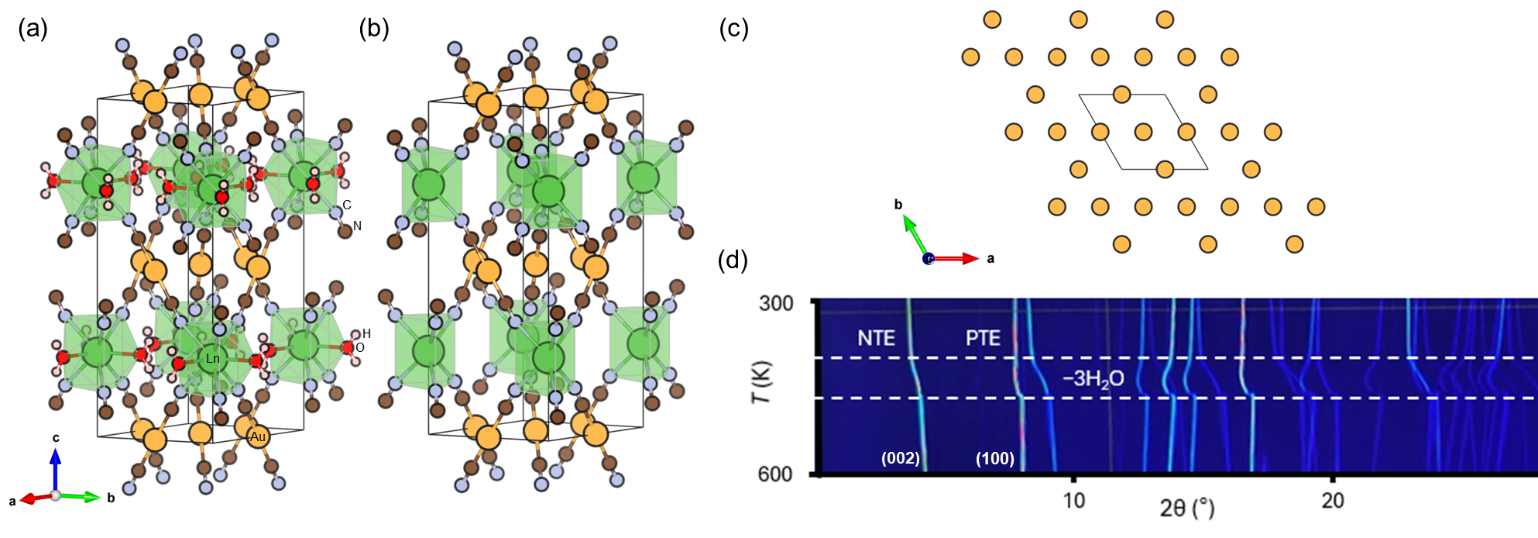 (a)
(b)
(c)
C
N
H
O
Ln
Au
c
a
b
b
a
(d)
300
NTE
PTE
−3H₂O
T (K)
(002)
(100)
600
10
20
2θ (°)